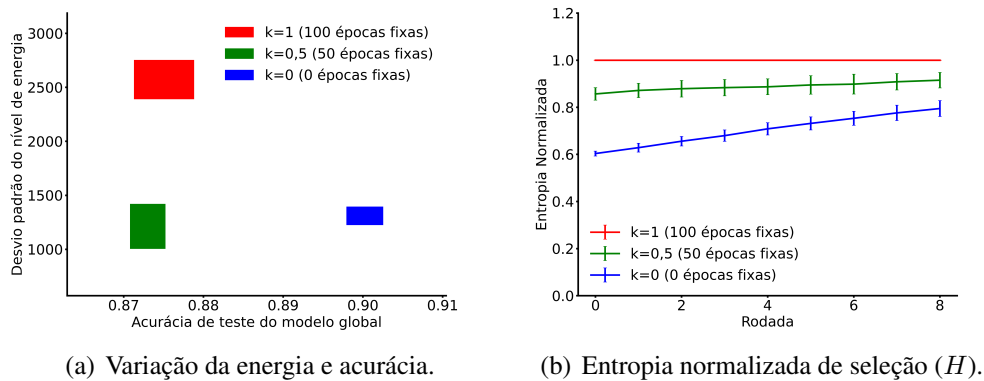 Desvio padrão do nível de energia
3000
2500
2000
1500
1000
k=1 (100 épocas fixas)
k=0,5 (50 épocas fixas)
k=0 (0 épocas fixas)
0.87 0.88 0.89 0.90 0.91
Acurácia de teste do modelo global
(a) Variação da energia e acurácia.
Entropia Normalizada
1.2
1.0
0.8
0.6
0.4
0.2
0.0
k=1 (100 épocas fixas)
k=0,5 (50 épocas fixas)
k=0 (0 épocas fixas)
0 2 4 6 8
Rodada
(b) Entropia normalizada de seleção (H).